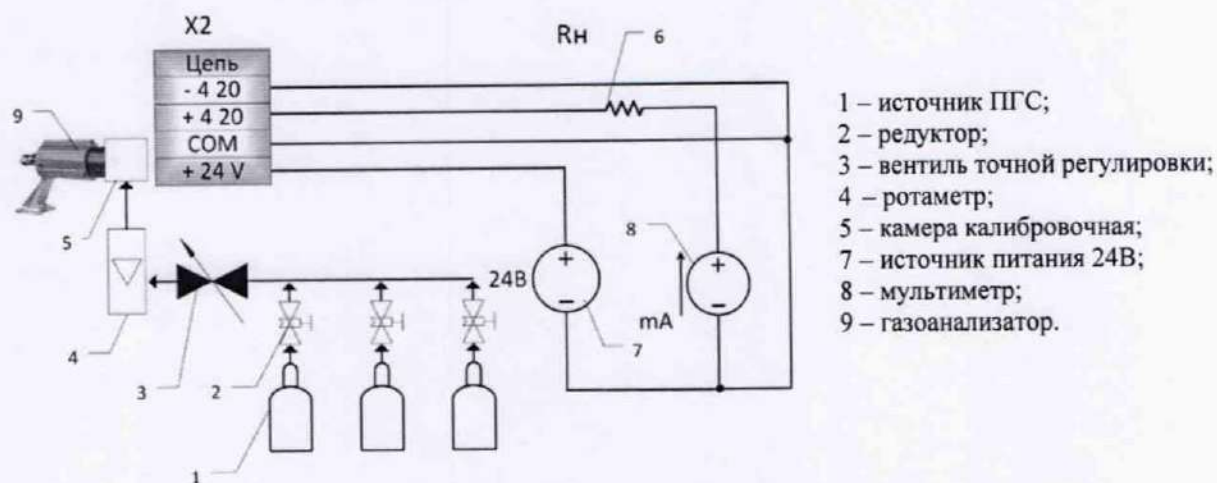 X2
Rн
6
Цепь
- 4 20
+ 4 20
COM
+ 24 V
9
5
4
3
2
1
24В
+
−
7
8
mA
+
−
1 – источник ПГС;
2 – редуктор;
3 – вентиль точной регулировки;
4 – ротаметр;
5 – камера калибровочная;
7 – источник питания 24В;
8 – мультиметр;
9 – газоанализатор.